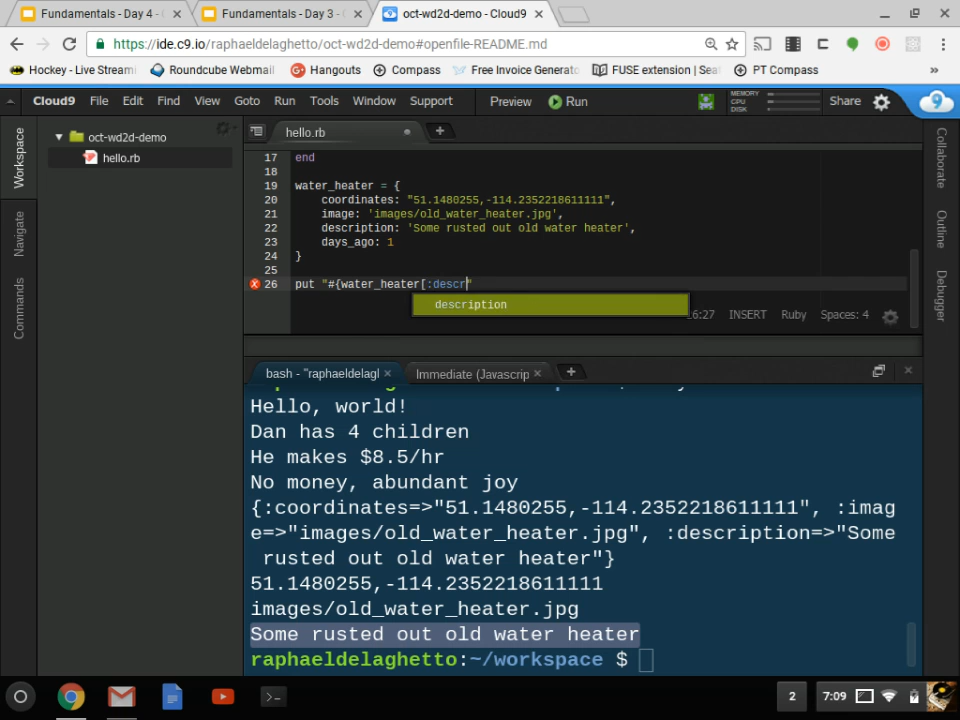 Fundamentals - Day 4 - × Fundamentals - Day 3 - × oct-wd2d-demo - Cloud9 ×
https://ide.c9.io/raphaeldelaghetto/oct-wd2d-demo#openfile-README.md
Hockey - Live Streami Roundcube Webmail Hangouts Compass Free Invoice Generato FUSE extension | Seaf PT Compass »
Cloud9 File Edit Find View Goto Run Tools Window Support Preview Run MEMORY CPU DISK Share
Workspace
Navigate
Commands
oct-wd2d-demo
hello.rb
hello.rb
17 end
18
19 water_heater = {
20 coordinates: "51.1480255,-114.2352218611111",
21 image: 'images/old_water_heater.jpg',
22 description: 'Some rusted out old water heater',
23 days_ago: 1
24 }
25
26 put "#{water_heater[:descr"
description
6:27 INSERT Ruby Spaces: 4
Collaborate
Outline
Debugger
bash - "raphaeldelagl × Immediate (Javascrip ×
Hello, world!
Dan has 4 children
He makes $8.5/hr
No money, abundant joy
{:coordinates=>"51.1480255,-114.2352218611111", :imag
e=>"images/old_water_heater.jpg", :description=>"Some
rusted out old water heater"}
51.1480255,-114.2352218611111
images/old_water_heater.jpg
Some rusted out old water heater
raphaeldelaghetto:~/workspace $
2 7:09